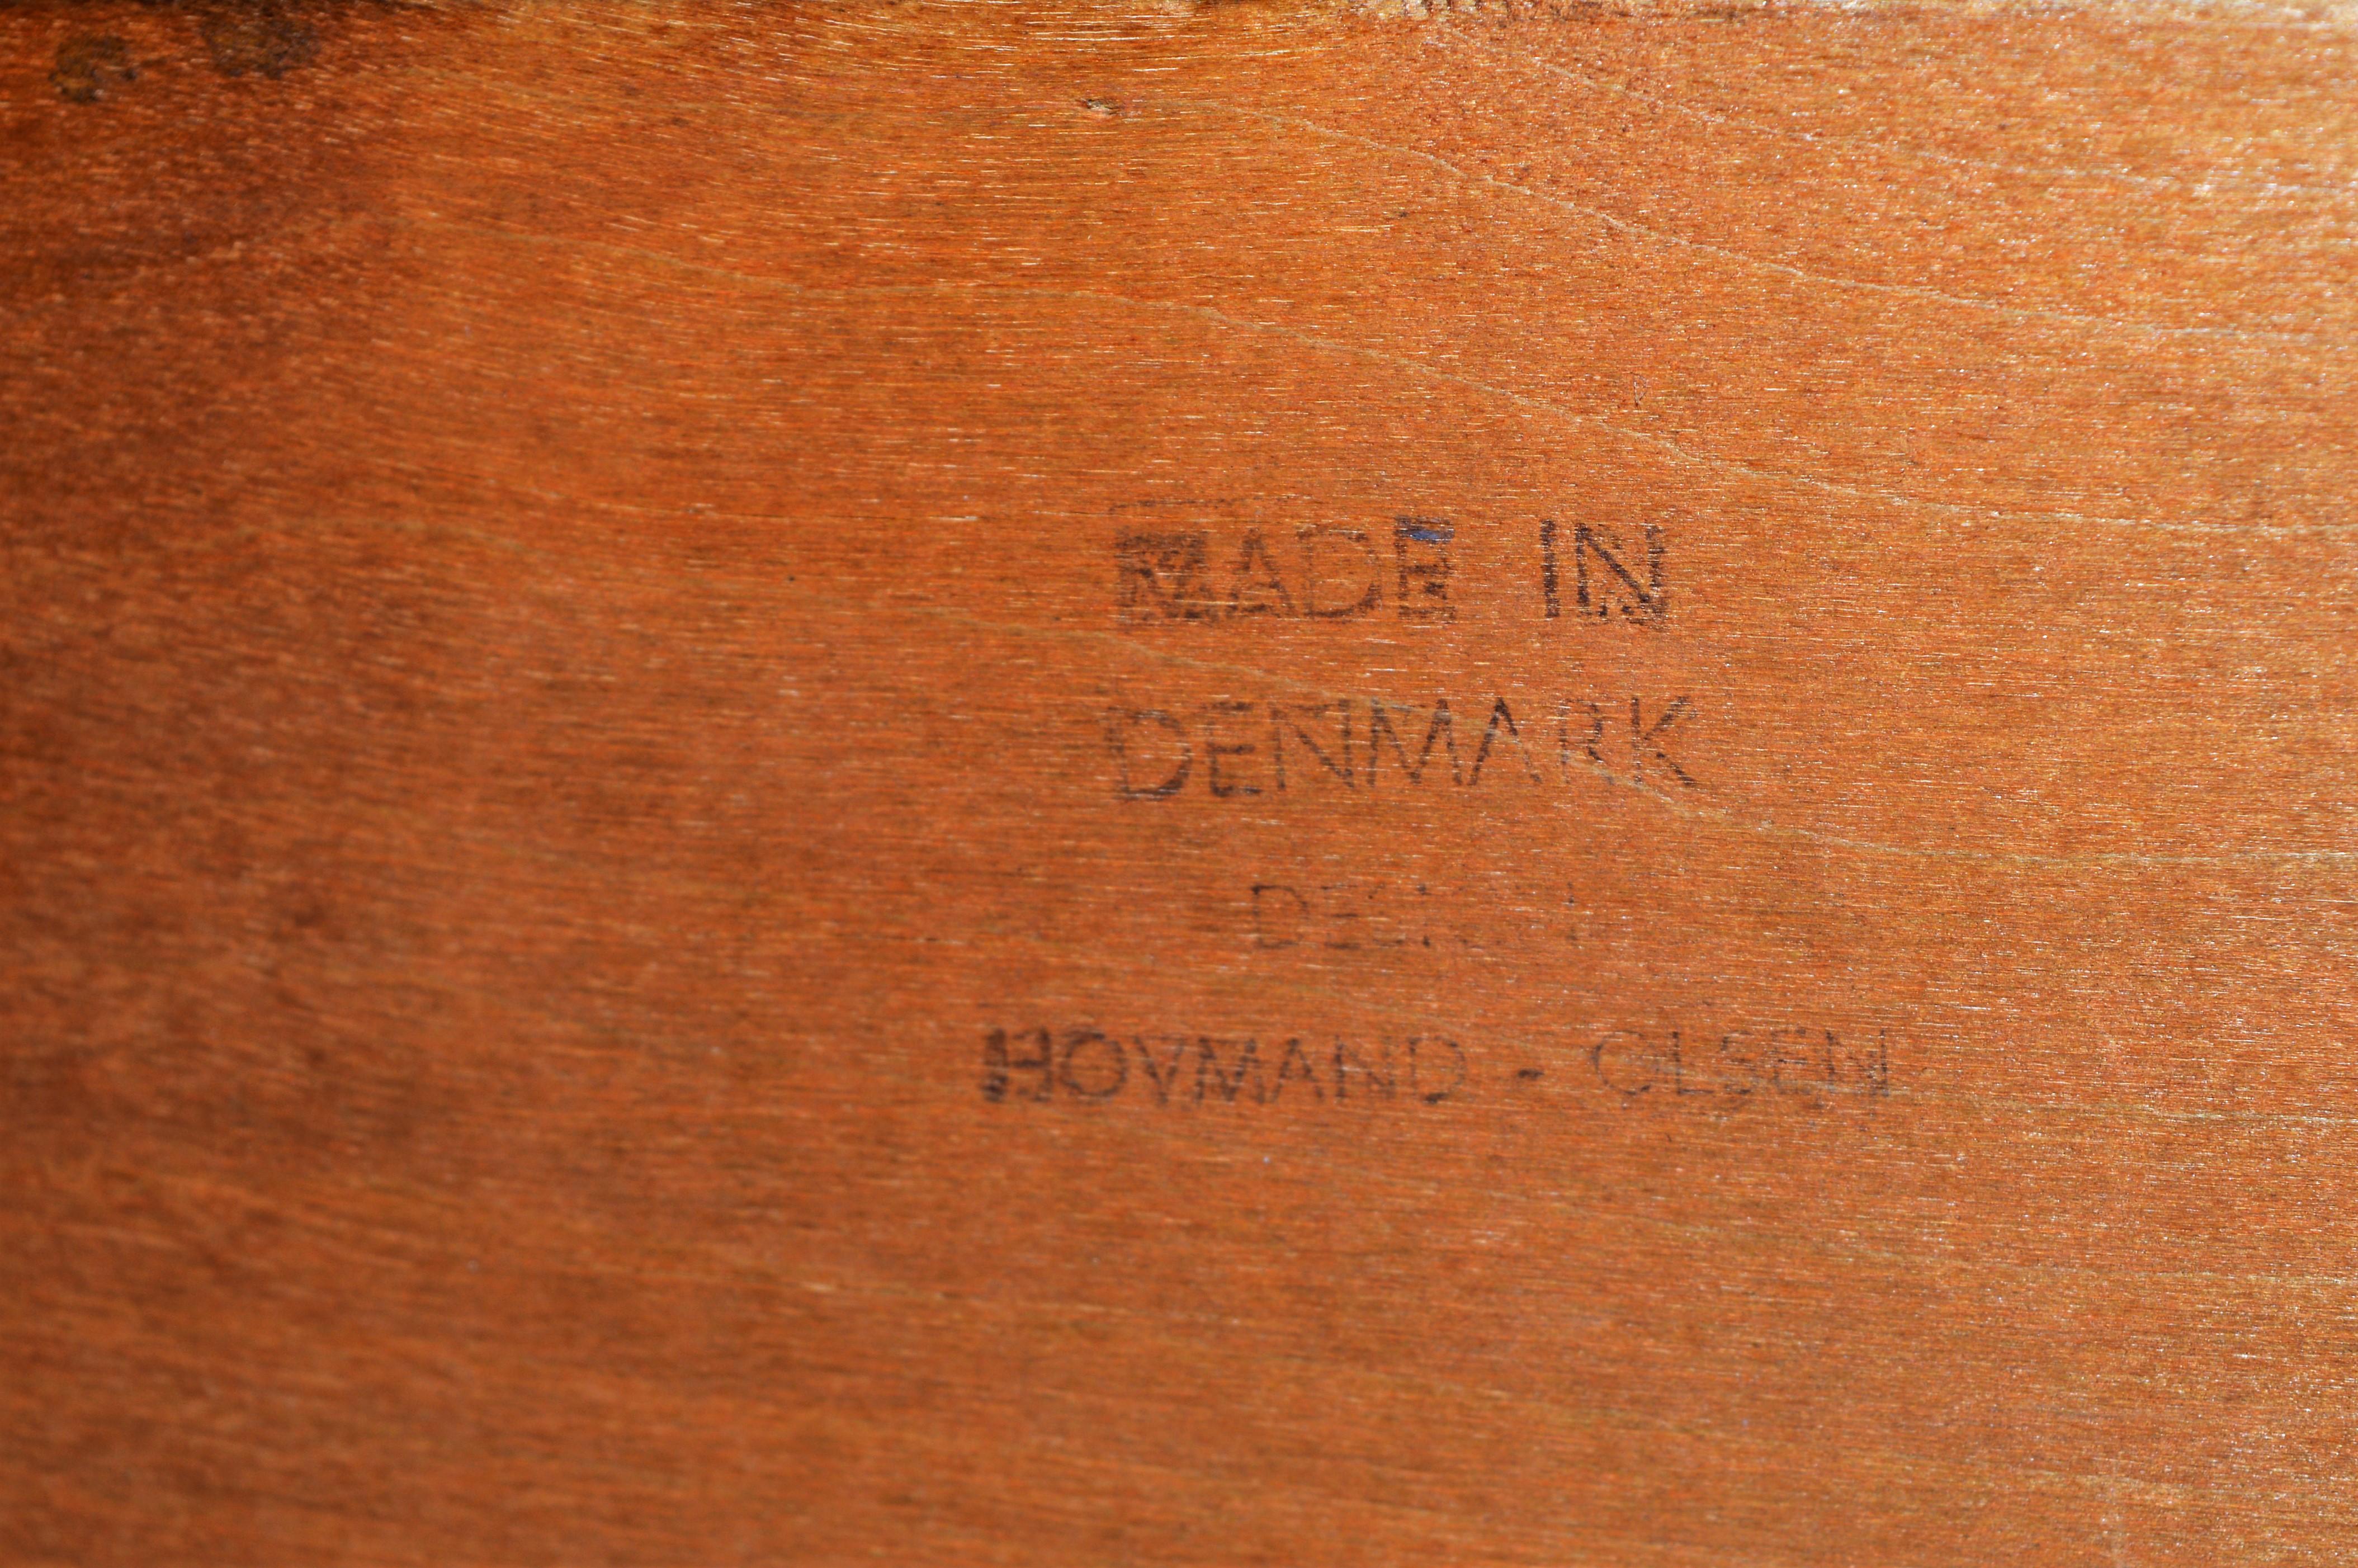 MADE IN
DENMARK
HOVMAND - OLSEN